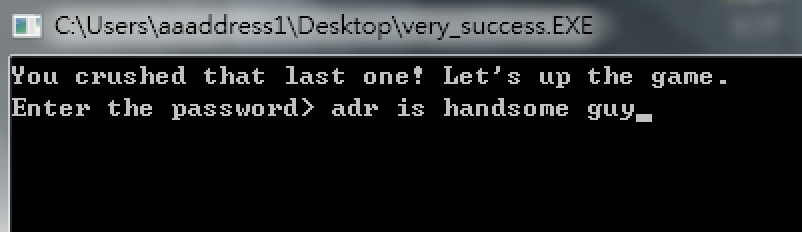 C:\Users\aaaddress1\Desktop\very_success.EXE
You crushed that last one! Let's up the game.
Enter the password> adr is handsome guy_